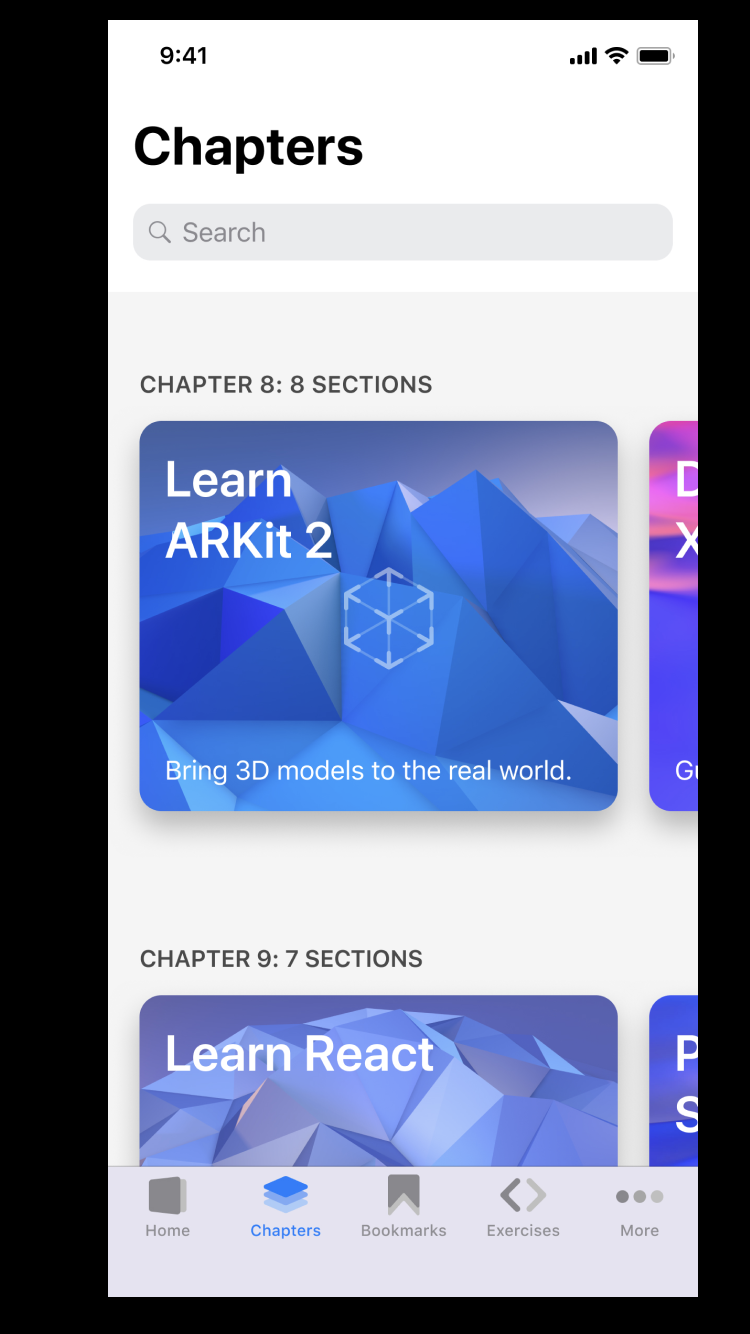 9:41
Chapters
Search
CHAPTER 8: 8 SECTIONS
Learn
ARKit 2
Bring 3D models to the real world.
CHAPTER 9: 7 SECTIONS
Learn React
Home
Chapters
Bookmarks
Exercises
More